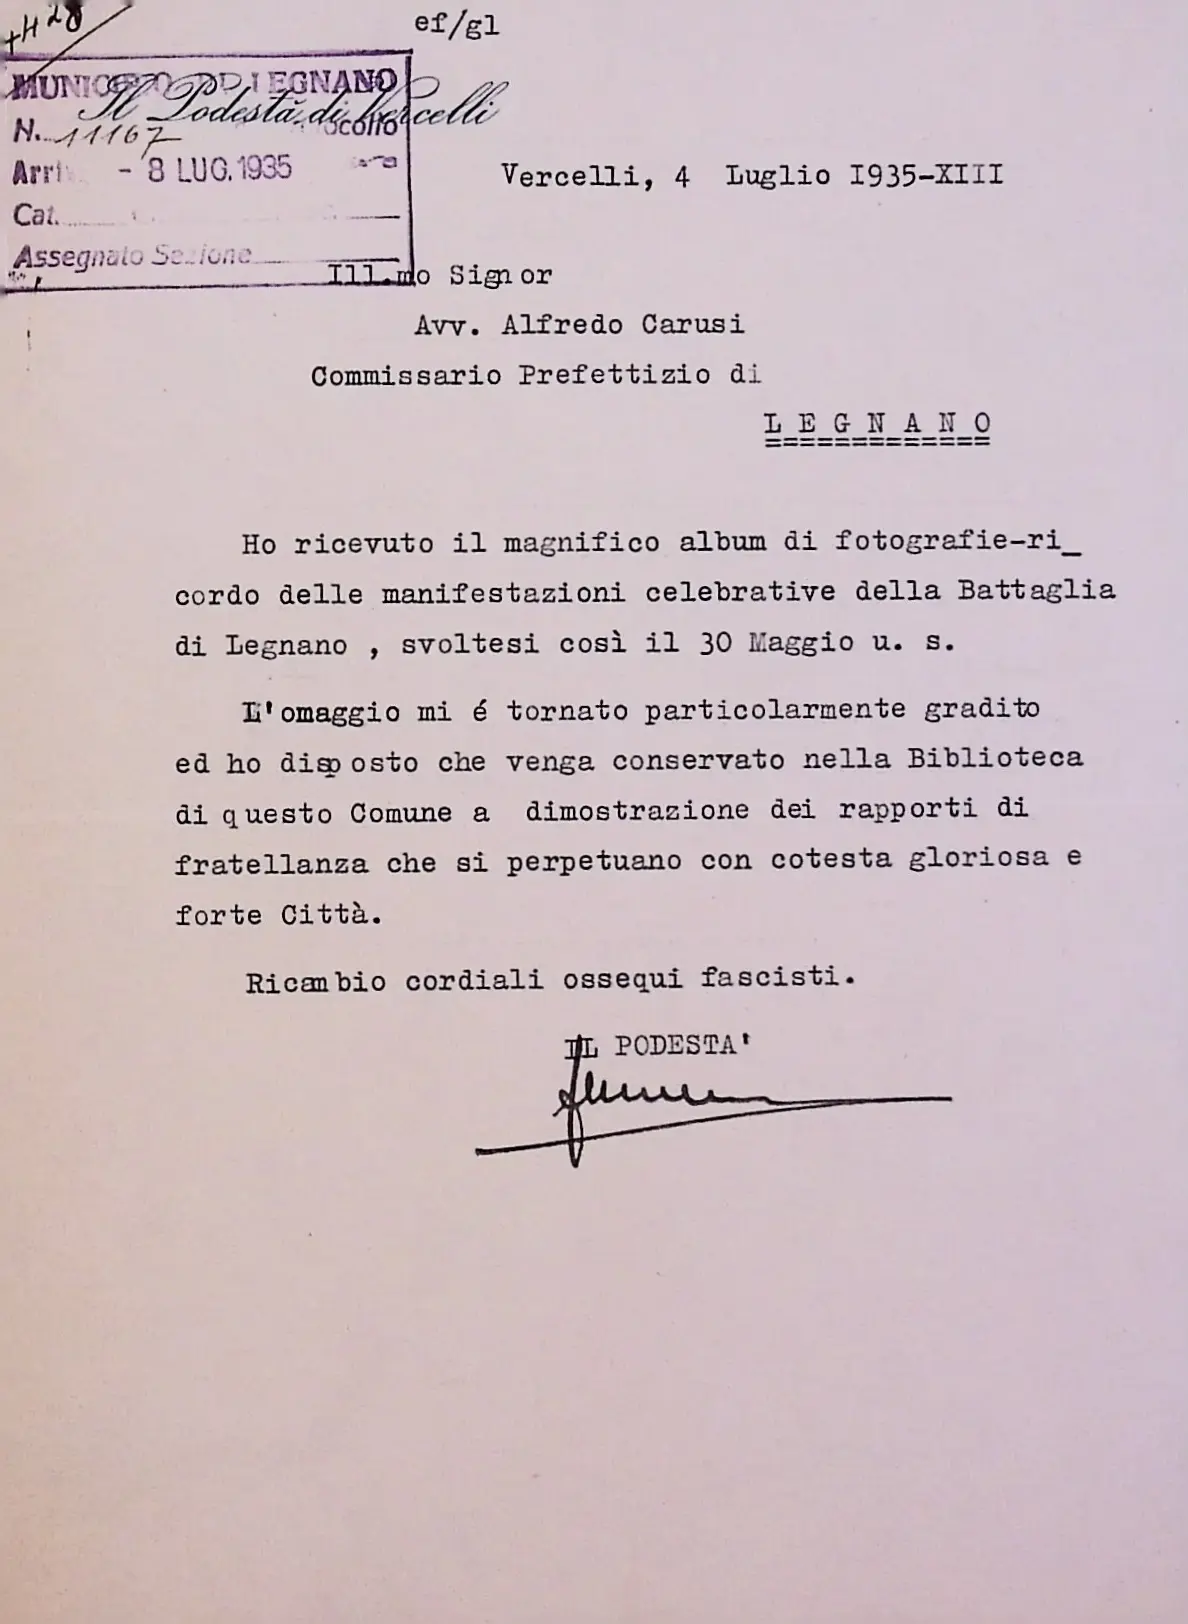 ef/gl
MUNICIPIO DI LEGNANO
Il Podestà di Vercelli
N. 11167
Arri - 8 LUG. 1935
Vercelli, 4 Luglio I935-XIII
Cat.
Assegnato Sezione
Ill.mo Signor
Avv. Alfredo Carusi
Commissario Prefettizio di
LEGNANO
Ho ricevuto il magnifico album di fotografie-ri_
cordo delle manifestazioni celebrative della Battaglia
di Legnano , svoltesi così il 30 Maggio u. s.
L'omaggio mi é tornato particolarmente gradito
ed ho disposto che venga conservato nella Biblioteca
di questo Comune a dimostrazione dei rapporti di
fratellanza che si perpetuano con cotesta gloriosa e
forte Città.
Ricambio cordiali ossequi fascisti.
IL PODESTA'